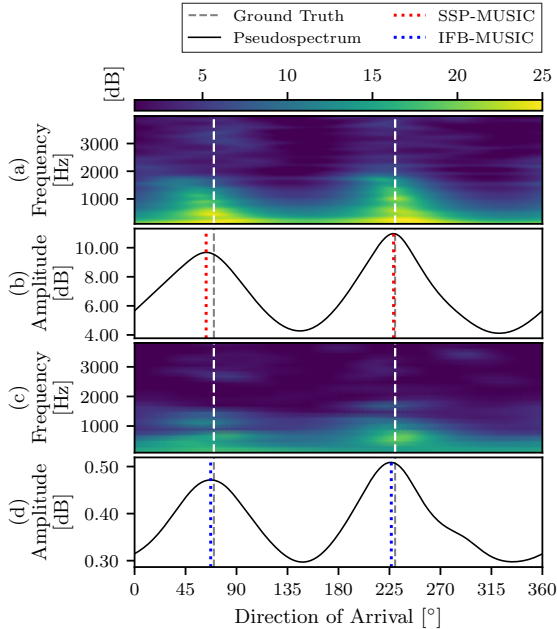 Ground Truth
Pseudospectrum
SSP-MUSIC
IFB-MUSIC
[dB]
5 10 15 20 25
(a)
Frequency
[Hz]
3000
2000
1000
(b)
Amplitude
[dB]
10.00
8.00
6.00
4.00
(c)
Frequency
[Hz]
3000
2000
1000
(d)
Amplitude
[dB]
0.50
0.40
0.30
0 45 90 135 180 225 270 315 360
Direction of Arrival [°]